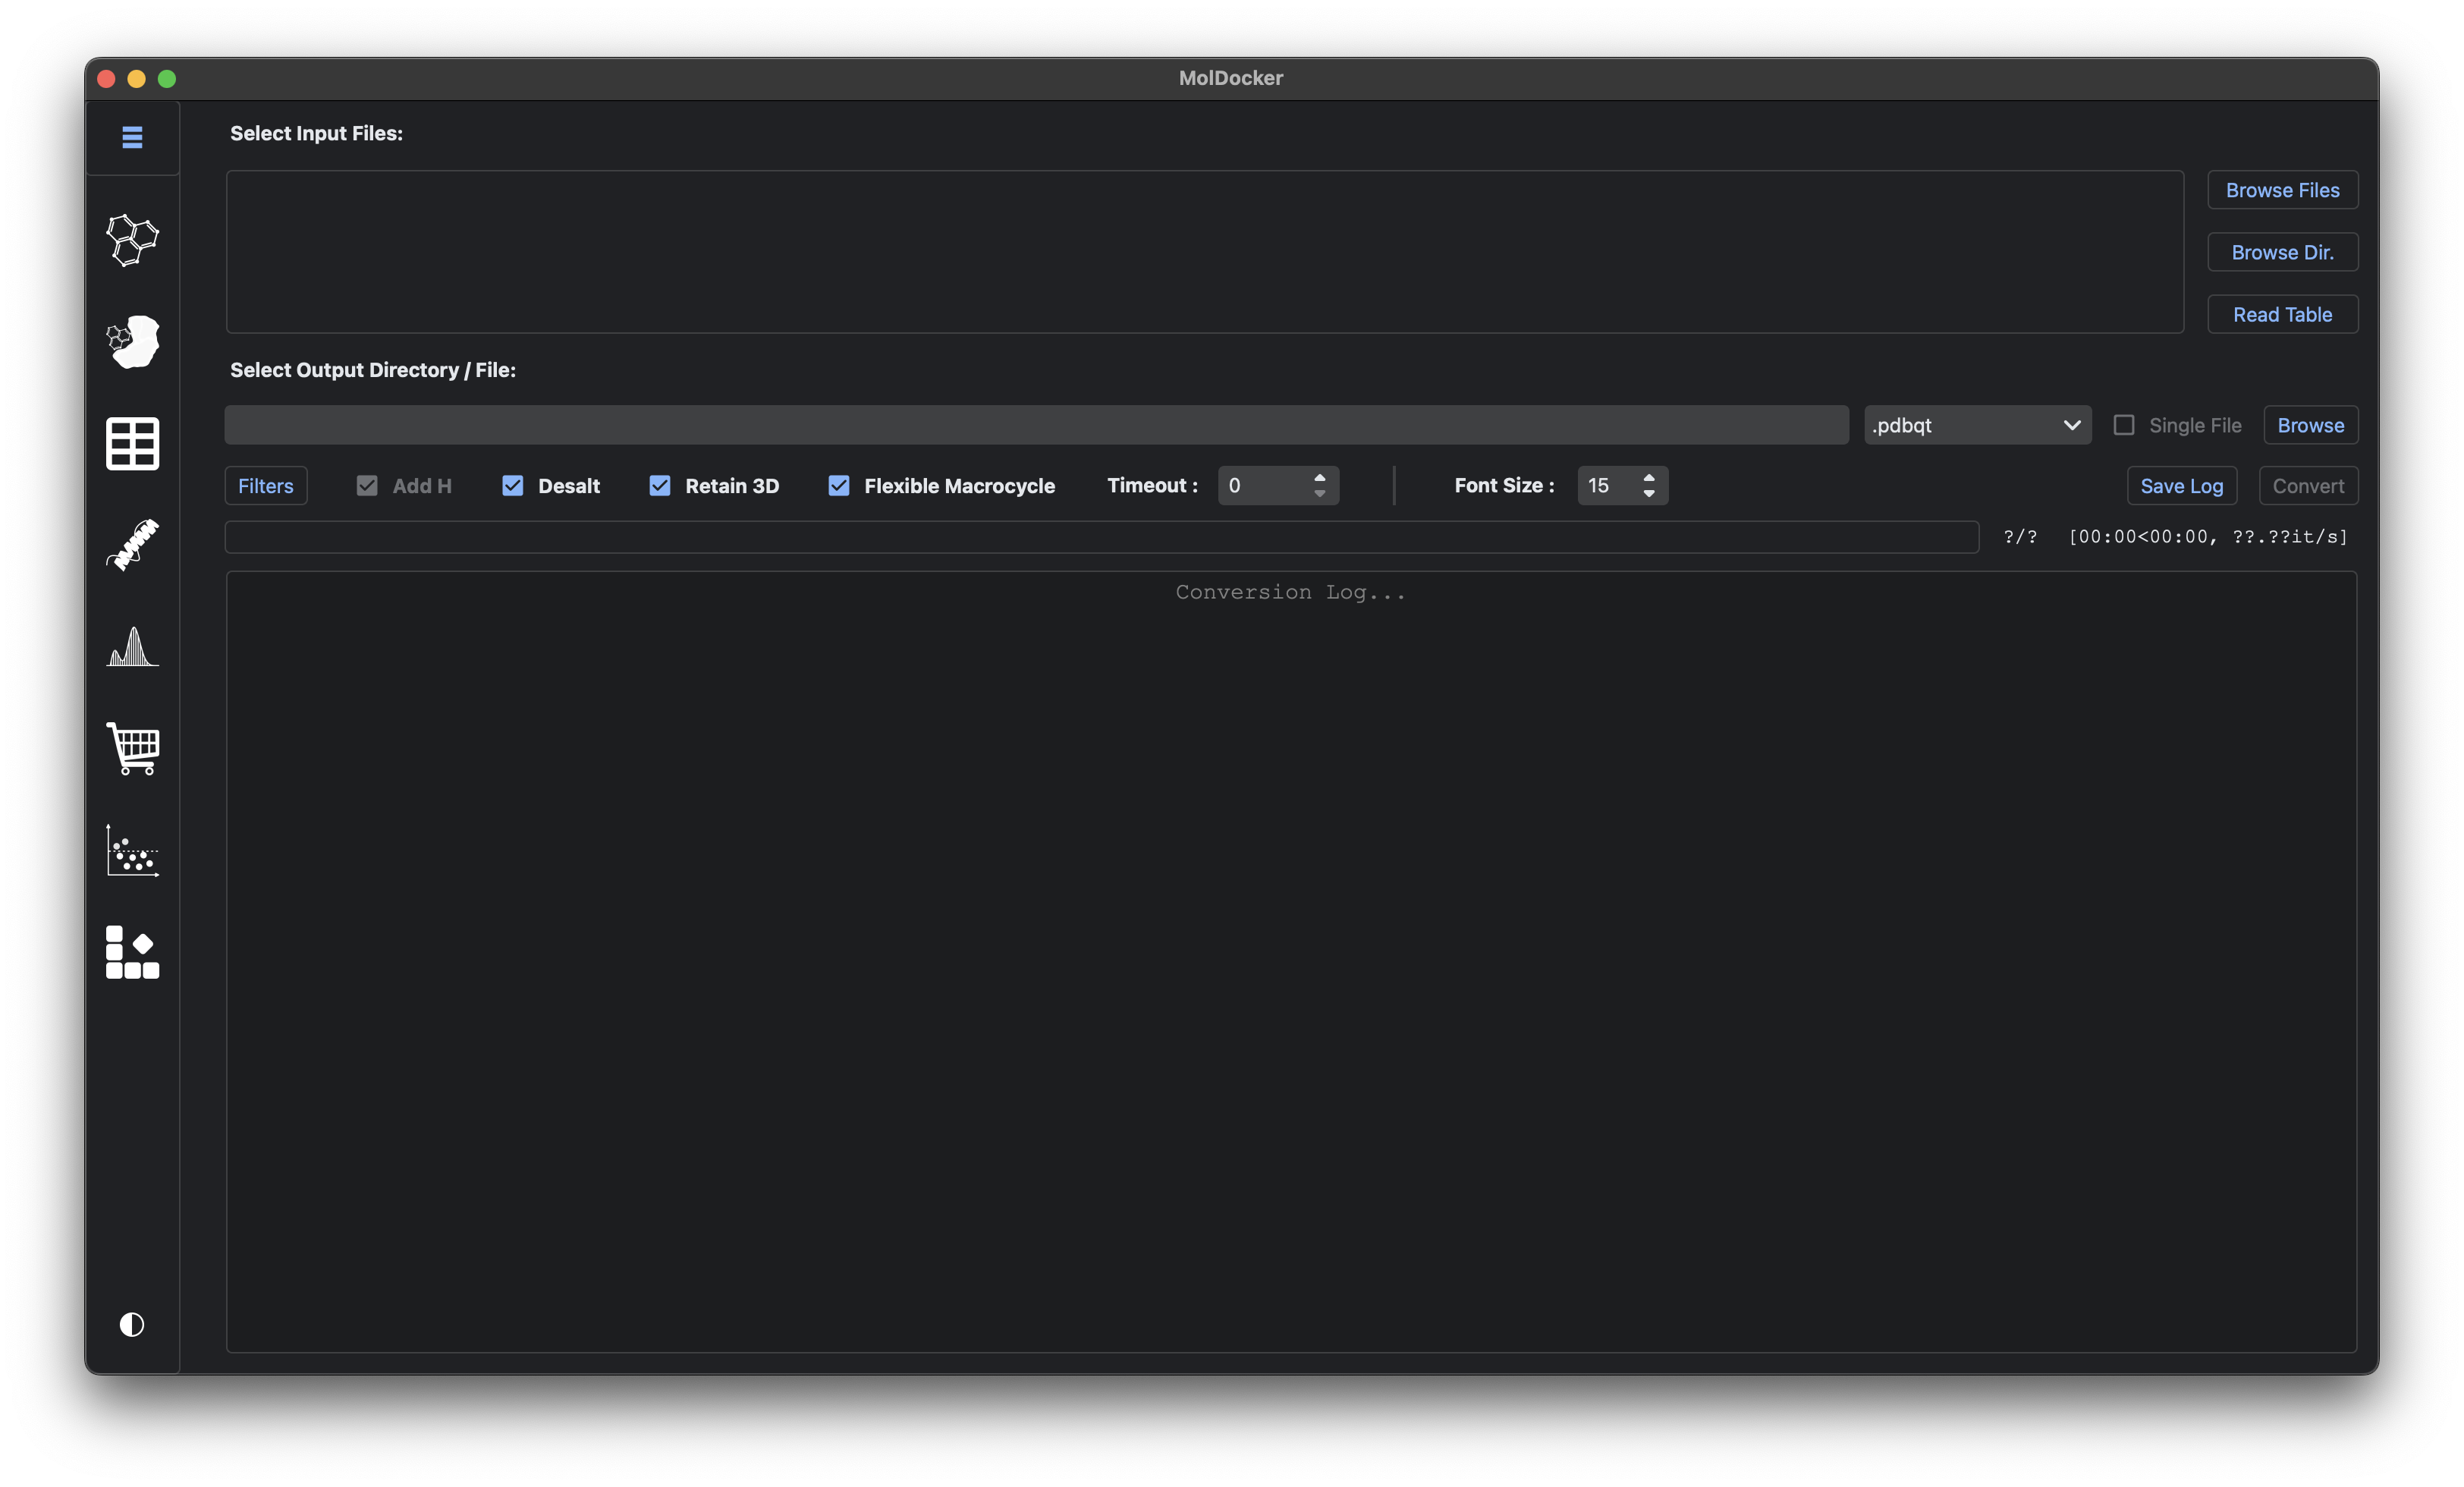 MolDocker
Select Input Files:
Browse Files
Browse Dir.
Read Table
Select Output Directory / File:
.pdbqt Single File Browse
Filters Add H Desalt Retain 3D Flexible Macrocycle Timeout : 0 Font Size : 15 Save Log Convert
?/? [00:00<00:00, ??.??it/s]
Conversion Log...